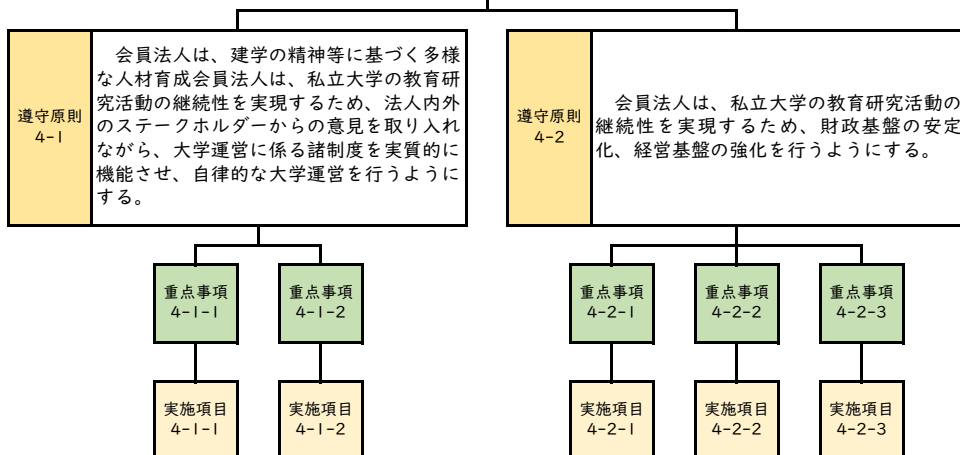 遵守原則
4-1
　会員法人は、建学の精神等に基づく多様
な人材育成会員法人は、私立大学の教育研
究活動の継続性を実現するため、法人内外
のステークホルダーからの意見を取り入れ
ながら、大学運営に係る諸制度を実質的に
機能させ、自律的な大学運営を行うように
する。
遵守原則
4-2
　会員法人は、私立大学の教育研究活動の
継続性を実現するため、財政基盤の安定
化、経営基盤の強化を行うようにする。
重点事項
4-1-1
重点事項
4-1-2
重点事項
4-2-1
重点事項
4-2-2
重点事項
4-2-3
実施項目
4-1-1
実施項目
4-1-2
実施項目
4-2-1
実施項目
4-2-2
実施項目
4-2-3